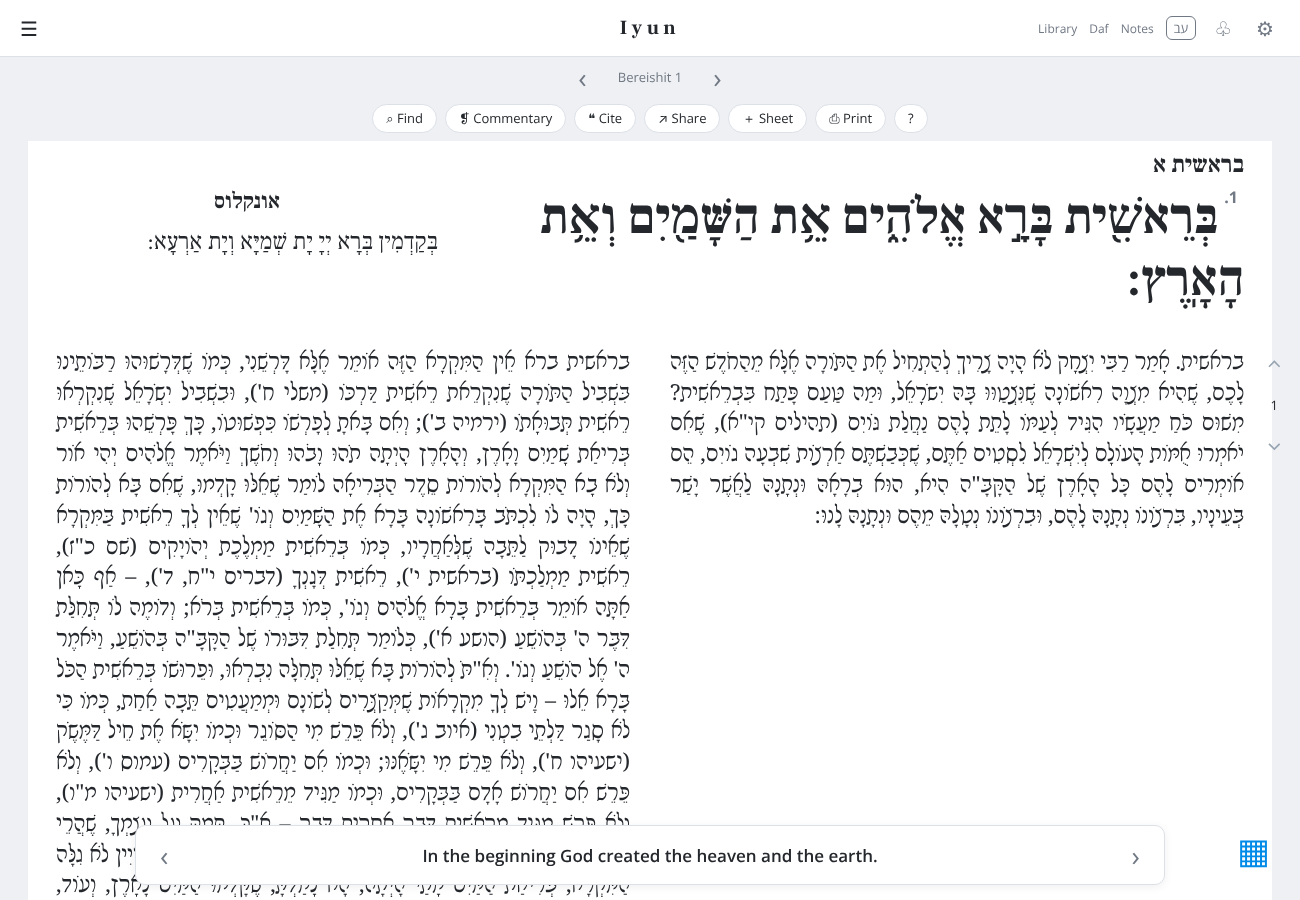 ☰ Iyun Library Daf Notes עב
‹ Bereishit 1 ›
Find Commentary Cite Share + Sheet Print ?
בראשית א
1. בְּרֵאשִׁ֖ית בָּרָ֣א אֱלֹהִ֑ים אֵ֥ת הַשָּׁמַ֖יִם וְאֵ֥ת
הָאָֽרֶץ׃
אונקלוס
בְּקַדְמִין בְּרָא יְיָ יָת שְׁמַיָּא וְיָת אַרְעָא:
בראשית. אָמַר רַבִּי יִצְחָק לֹא הָיָה צָרִיךְ לְהַתְחִיל אֶת הַתּוֹרָה אֶלָּא מֵהַחֹדֶשׁ הַזֶּה
לָכֶם, שֶׁהִיא מִצְוָה רִאשׁוֹנָה שֶׁנִּצְטַוּוּ בָּהּ יִשְׂרָאֵל, וּמַה טַּעַם פָּתַח בִּבְרֵאשִׁית?
מִשּׁוּם כֹּחַ מַעֲשָׂיו הִגִּיד לְעַמּוֹ לָתֵת לָהֶם נַחֲלַת גּוֹיִם (תהילים קי"א), שֶׁאִם
יֹאמְרוּ אֻמּוֹת הָעוֹלָם לְיִשְׂרָאֵל לִסְטִים אַתֶּם, שֶׁכְּבַשְׁתֶּם אַרְצוֹת שִׁבְעָה גוֹיִם, הֵם
אוֹמְרִים לָהֶם כָּל הָאָרֶץ שֶׁל הַקָּבָּ"ה הִיא, הוּא בְרָאָהּ וּנְתָנָהּ לַאֲשֶׁר יָשַׁר
בְּעֵינָיו, בִּרְצוֹנוֹ נְתָנָהּ לָהֶם, וּבִרְצוֹנוֹ נְטָלָהּ מֵהֶם וּנְתָנָהּ לָנוּ:
בראשית ברא אֵין הַמִּקְרָא הַזֶּה אוֹמֵר אֶלָּא דָּרְשֵׁנִי, כְּמוֹ שֶׁדְּרָשׁוּהוּ רַבּוֹתֵינוּ
בִּשְׁבִיל הַתּוֹרָה שֶׁנִקְרֵאת רֵאשִׁית דַּרְכּוֹ (משלי ח'), וּבִשְׁבִיל יִשְׂרָאֵל שֶׁנִקְרְאוּ
רֵאשִׁית תְּבוּאָתוֹ (ירמיה ב'); וְאִם בָּאתָ לְפָרְשׁוֹ כִּפְשׁוּטוֹ, כָּךְ פָּרְשֵׁהוּ בְּרֵאשִׁית
בְּרִיאַת שָׁמַיִם וָאָרֶץ, וְהָאָרֶץ הָיְתָה תֹהוּ וָבֹהוּ וְחֹשֶׁךְ וַיֹּאמֶר אֱלֹהִים יְהִי אוֹר
וְלֹא בָא הַמִּקְרָא לְהוֹרוֹת סֵדֶר הַבְּרִיאָה לוֹמַר שֶׁאֵלּוּ קָדְמוּ, שֶׁאִם בָּא לְהוֹרוֹת
כָּךְ, הָיָה לוֹ לִכְתֹּב בָּרִאשׁוֹנָה בָּרָא אֶת הַשָּׁמַיִם וְגוֹ' שֶׁאֵין לְךָ רֵאשִׁית בַּמִּקְרָא
שֶׁאֵינוֹ דָבוּק לַתֵּבָה שֶׁלְּאַחֲרָיו, כְּמוֹ בְּרֵאשִׁית מַמְלֶכֶת יְהוֹיָקִים (שם כ"ז),
רֵאשִׁית מַמְלַכְתּוֹ (בראשית י'), רֵאשִׁית דְּגָנְךָ (דברים י"ח, ד'), – אַף כָּאן
אַתָּה אוֹמֵר בְּרֵאשִׁית בָּרָא אֱלֹהִים וְגוֹ', כְּמוֹ בְּרֵאשִׁית בְּרֹא; וְדוֹמֶה לוֹ תְּחִלַּת
דִּבֶּר ה' בְּהוֹשֵׁעַ (הושע א'), כְּלוֹמַר תְּחִלַּת דִּבּוּרוֹ שֶׁל הַקָּבָּ"ה בְּהוֹשֵׁעַ, וַיֹּאמֶר
ה' אֶל הוֹשֵׁעַ וְגוֹ'. וְאִ"תֹּ לְהוֹרוֹת בָּא שֶׁאֵלּוּ תְּחִלָּה נִבְרְאוּ, וּפֵרוּשׁוֹ בְּרֵאשִׁית הַכֹּל
בָּרָא אֵלוּ – וְיֵשׁ לְךָ מִקְרָאוֹת שֶׁמְּקַצְּרִים לְשׁוֹנָם וּמְמַעֲטִים תֵּבָה אַחַת, כְּמוֹ כִּי
לֹא סָגַר דַּלְתֵי בִטְנִי (איוב ג'), וְלֹא פֵּרֵשׁ מִי הַסּוֹגֵר וּכְמוֹ יִשָּׂא אֶת חֵיל דַּמֶּשֶׂק
(ישעיהו ח'), וְלֹא פֵּרֵשׁ מִי יִשָּׂאֶנּוּ; וּכְמוֹ אִם יַחֲרוֹשׁ בַּבְּקָרִים (עמוס ו'), וְלֹא
פֵּרֵשׁ אִם יַחֲרוֹשׁ אָדָם בַּבְּקָרִים, וּכְמוֹ מַגִּיד מֵרֵאשִׁית אַחֲרִית (ישעיהו מ"ו),
1
‹ In the beginning God created the heaven and the earth. ›